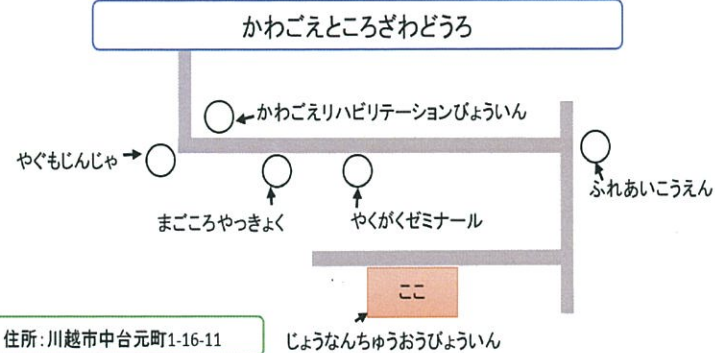 かわごえところざわどうろ
かわごえリハビリテーションびょういん
やぐもじんじゃ
ふれあいこうえん
まごころやっきょく
やくがくゼミナール
ここ
住所:川越市中台元町1-16-11
じょうなんちゅうおうびょういん